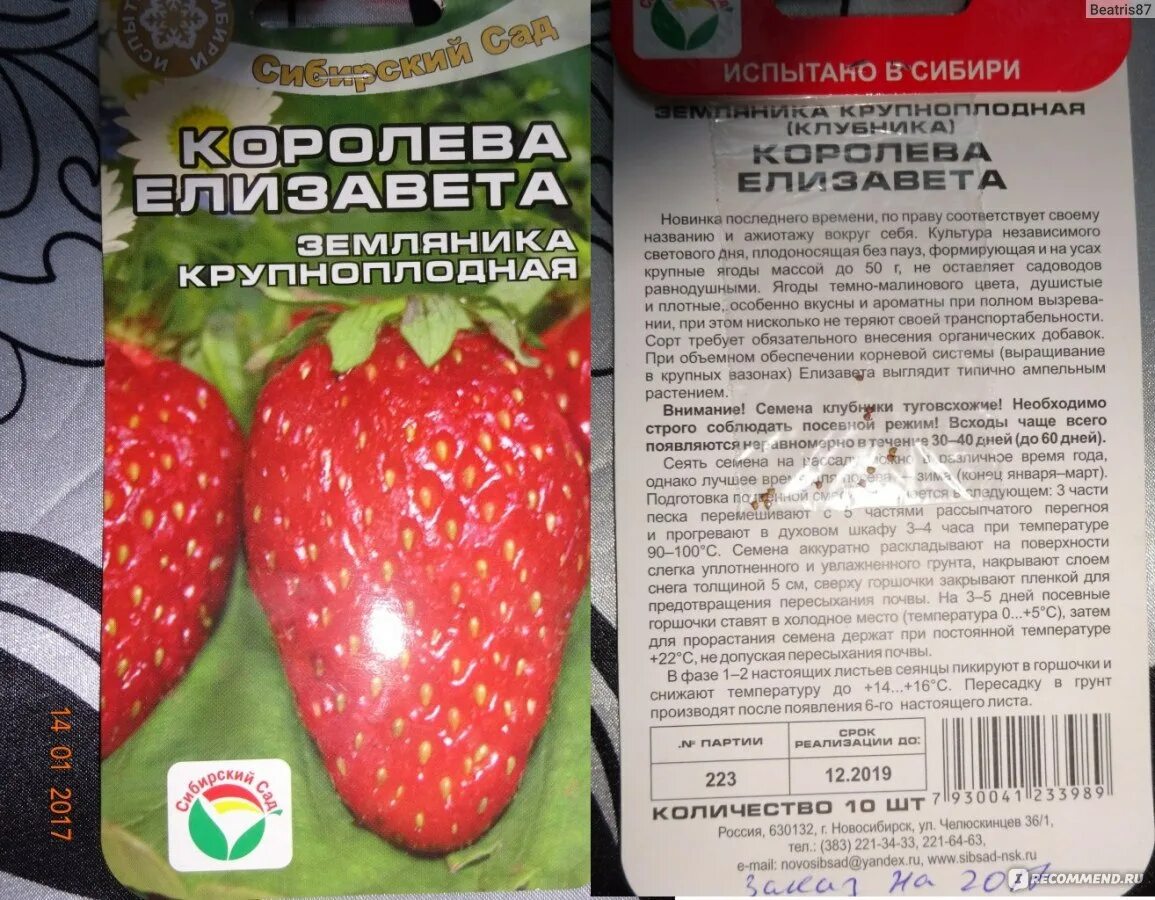 Beatris87
ИСПЫТ
СИБИРИ
Сибирский Сад
КОРОЛЕВА
ЕЛИЗАВЕТА
ЗЕМЛЯНИКА
КРУПНОПЛОДНАЯ
Сибирский Сад
14 01 2017
ИСПЫТАНО В СИБИРИ
ЗЕМЛЯНИКА КРУПНОПЛОДНАЯ
(КЛУБНИКА)
КОРОЛЕВА
ЕЛИЗАВЕТА
Новинка последнего времени, по праву соответствует своему
названию и ажиотажу вокруг себя. Культура независимого
светового дня, плодоносящая без пауз, формирующая и на усах
крупные ягоды массой до 50 г, не оставляет садоводов
равнодушными. Ягоды темно-малинового цвета, душистые
и плотные, особенно вкусны и ароматны при полном вызрева-
нии, при этом нисколько не теряют своей транспортабельности.
Сорт требует обязательного внесения органических добавок.
При объемном обеспечении корневой системы (выращивание
в крупных вазонах) Елизавета выглядит типично ампельным
растением.
Внимание! Семена клубники туговсхожие! Необходимо
строго соблюдать посевной режим! Всходы чаще всего
появляются неравномерно в течение 30–40 дней (до 60 дней).
Сеять семена на рассаду можно в различное время года,
однако лучшее время для посева – зима (конец января–март).
Подготовка почвенной смеси в следующем: 3 части
песка перемешивают с 5 частями рассыпчатого перегноя
и прогревают в духовом шкафу 3–4 часа при температуре
90–100°С. Семена аккуратно раскладывают на поверхности
слегка уплотненного и увлажненного грунта, накрывают слоем
снега толщиной 5 см, сверху горшочки закрывают пленкой для
предотвращения пересыхания почвы. На 3–5 дней посевные
горшочки ставят в холодное место (температура 0...+5°С), затем
для прорастания семена держат при постоянной температуре
+22°С, не допуская пересыхания почвы.
В фазе 1–2 настоящих листьев сеянцы пикируют в горшочки и
снижают температуру до +14...+16°С. Пересадку в грунт
производят после появления 6-го настоящего листа.
№ ПАРТИИ
СРОК
РЕАЛИЗАЦИИ ДО:
223
12.2019
КОЛИЧЕСТВО 10 ШТ
7 930041 233989
Россия, 630132, г. Новосибирск, ул. Челюскинцев 36/1,
тел.: (383) 221-34-33, 221-64-63,
e-mail: novosibsad@yandex.ru, www.sibsad-nsk.ru
заказ на
RECOMMEND.RU